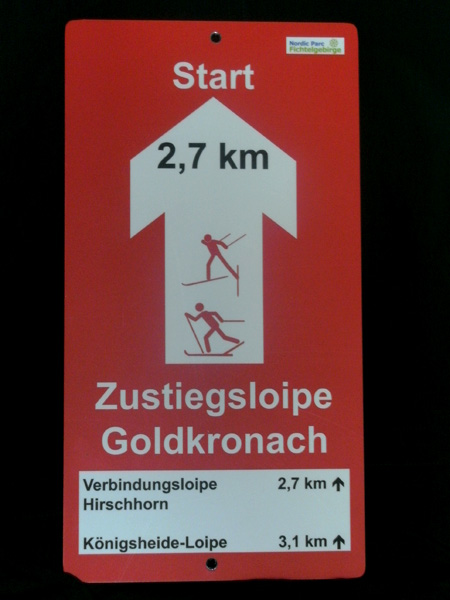 Nordic Parc
Fichtelgebirge
Start
2,7 km
Zustiegsloipe
Goldkronach
Verbindungsloipe 2,7 km ↑
Hirschhorn
Königsheide-Loipe 3,1 km ↑